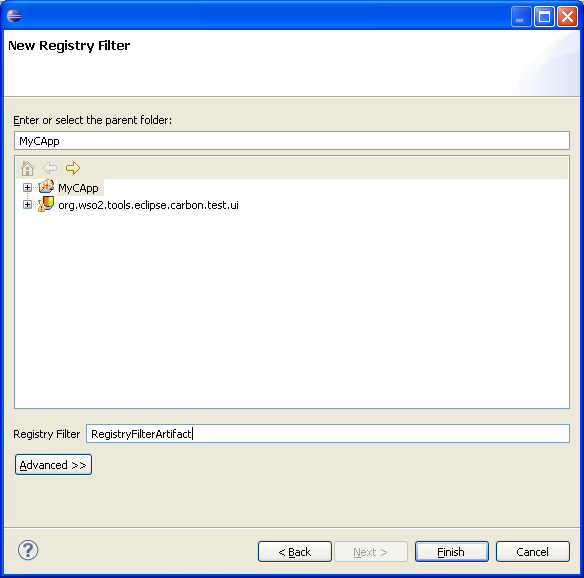 New Registry Filter
Enter or select the parent folder:
MyCApp
MyCApp
org.wso2.tools.eclipse.carbon.test.ui
Registry Filter RegistryFilterArtifact
Advanced >>
? < Back Next > Finish Cancel